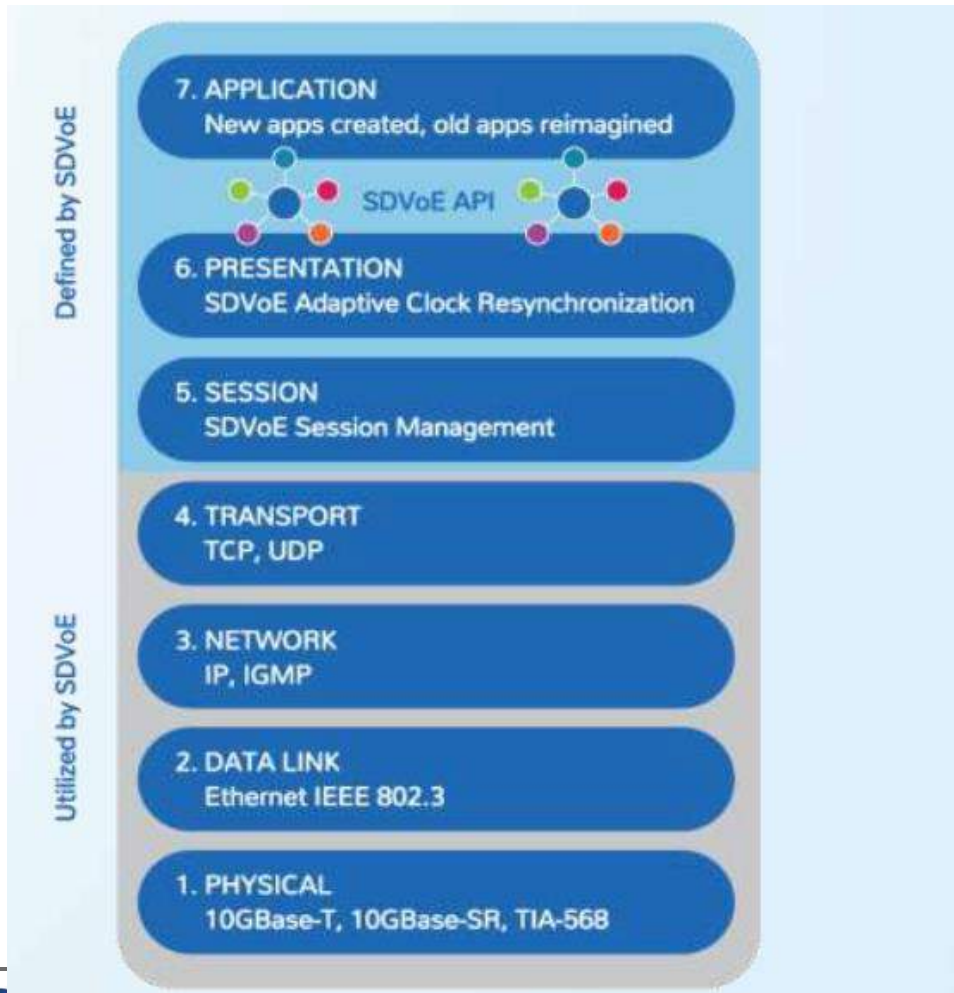 Defined by SDVoE
7. APPLICATION
New apps created, old apps reimagined
SDVoE API
6. PRESENTATION
SDVoE Adaptive Clock Resynchronization
5. SESSION
SDVoE Session Management
Utilized by SDVoE
4. TRANSPORT
TCP, UDP
3. NETWORK
IP, IGMP
2. DATA LINK
Ethernet IEEE 802.3
1. PHYSICAL
10GBase-T, 10GBase-SR, TIA-568